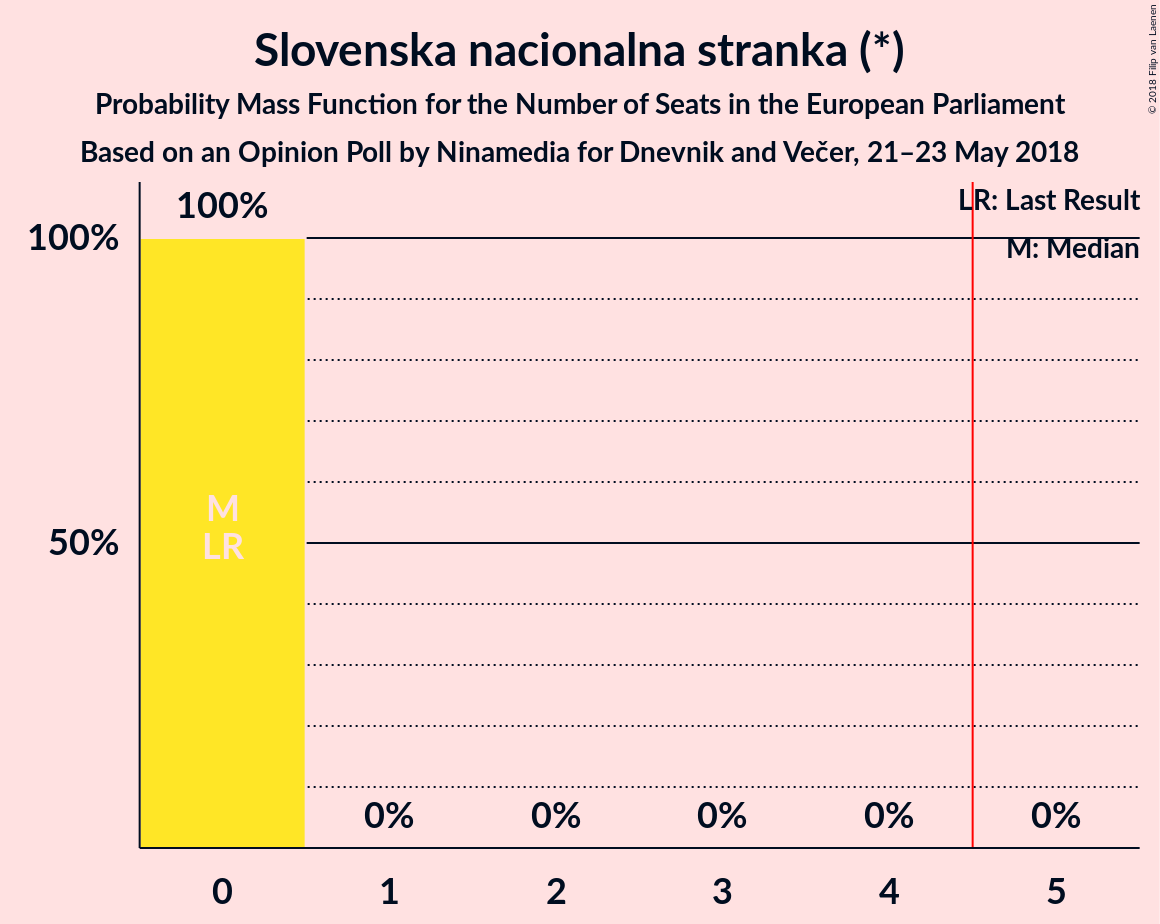 Slovenska nacionalna stranka (*)
Probability Mass Function for the Number of Seats in the European Parliament
Based on an Opinion Poll by Ninamedia for Dnevnik and Večer, 21–23 May 2018
© 2018 Filip van Laenen
LR: Last Result
M: Median
100%
100%
50%
M
LR
0% 0% 0% 0% 0%
0 1 2 3 4 5